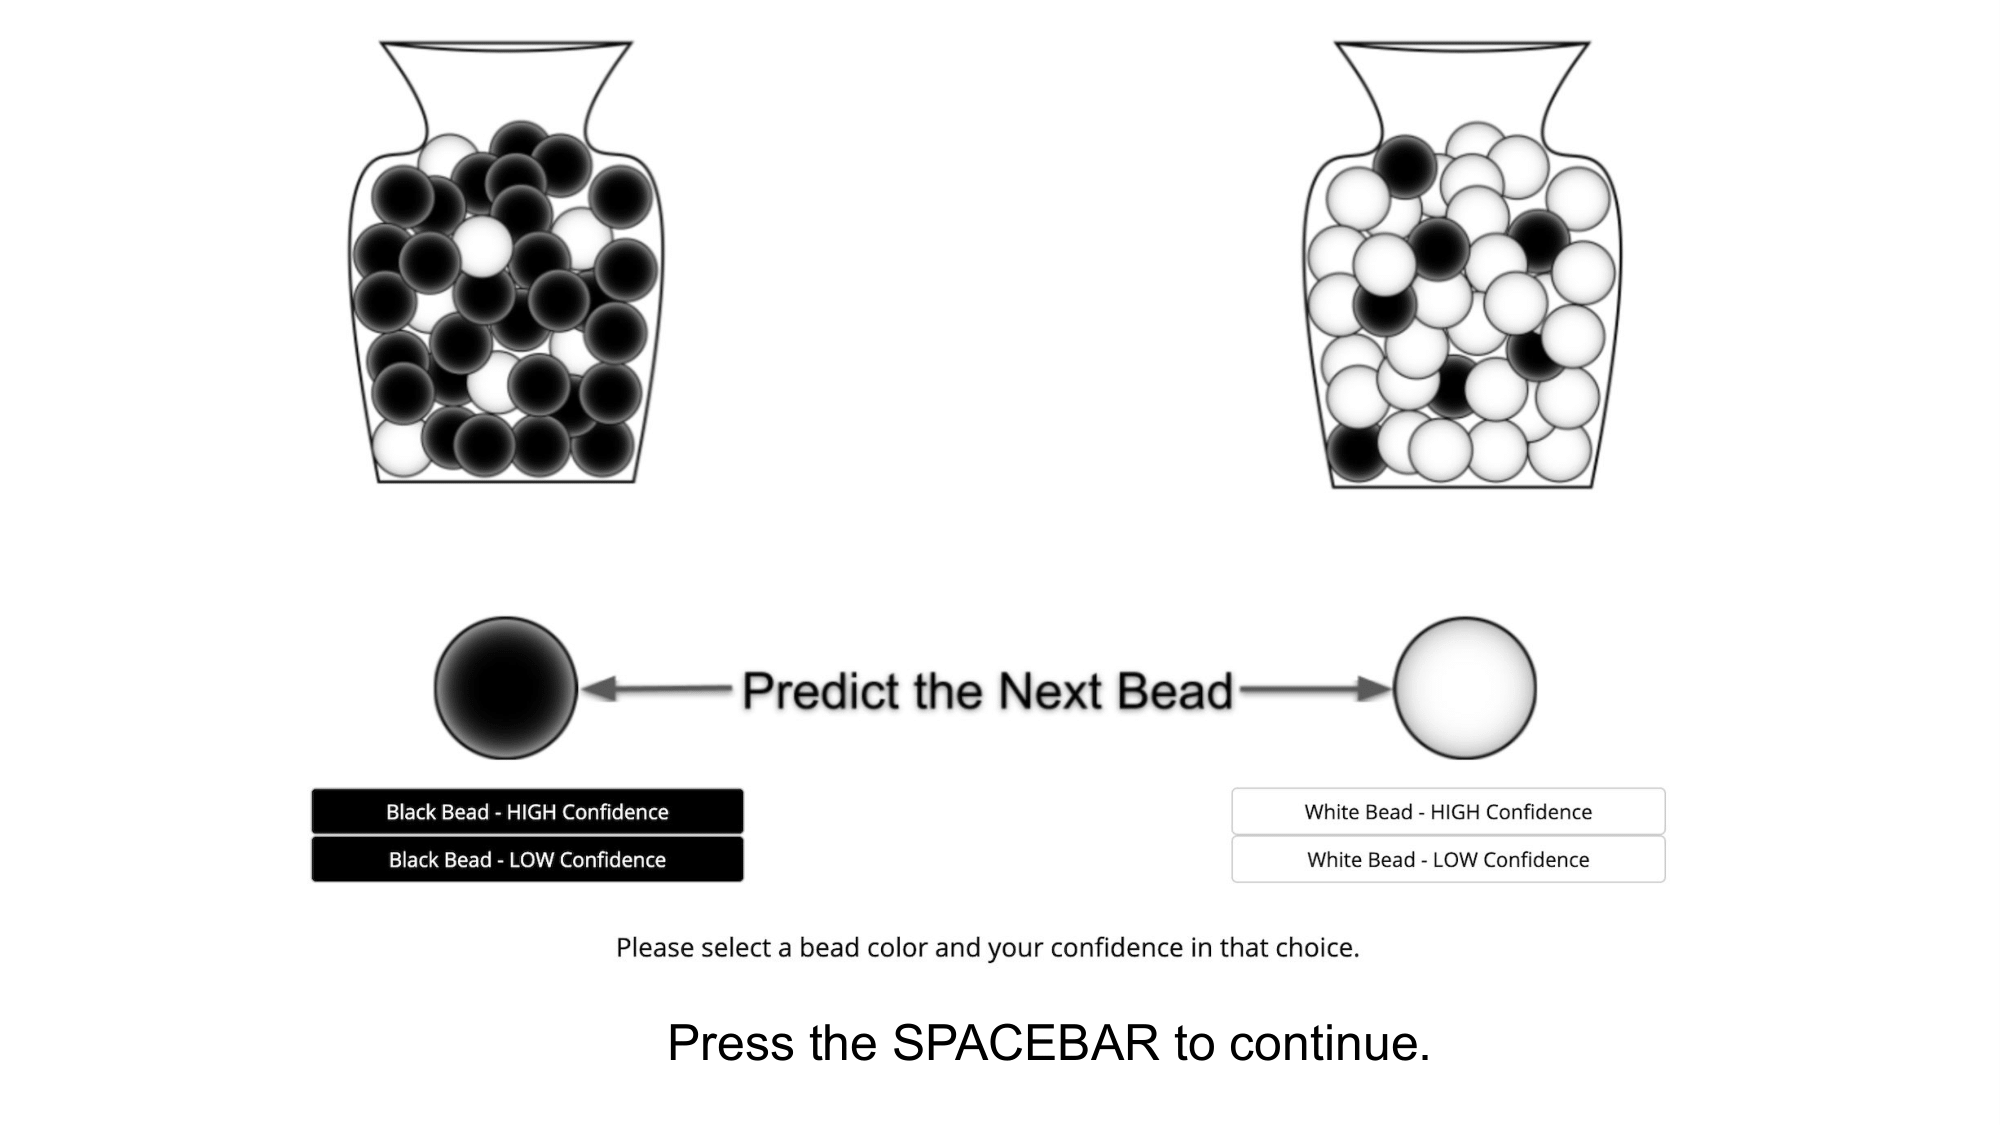 Predict the Next Bead
Black Bead - HIGH Confidence
White Bead - HIGH Confidence
Black Bead - LOW Confidence
White Bead - LOW Confidence
Please select a bead color and your confidence in that choice.
Press the SPACEBAR to continue.